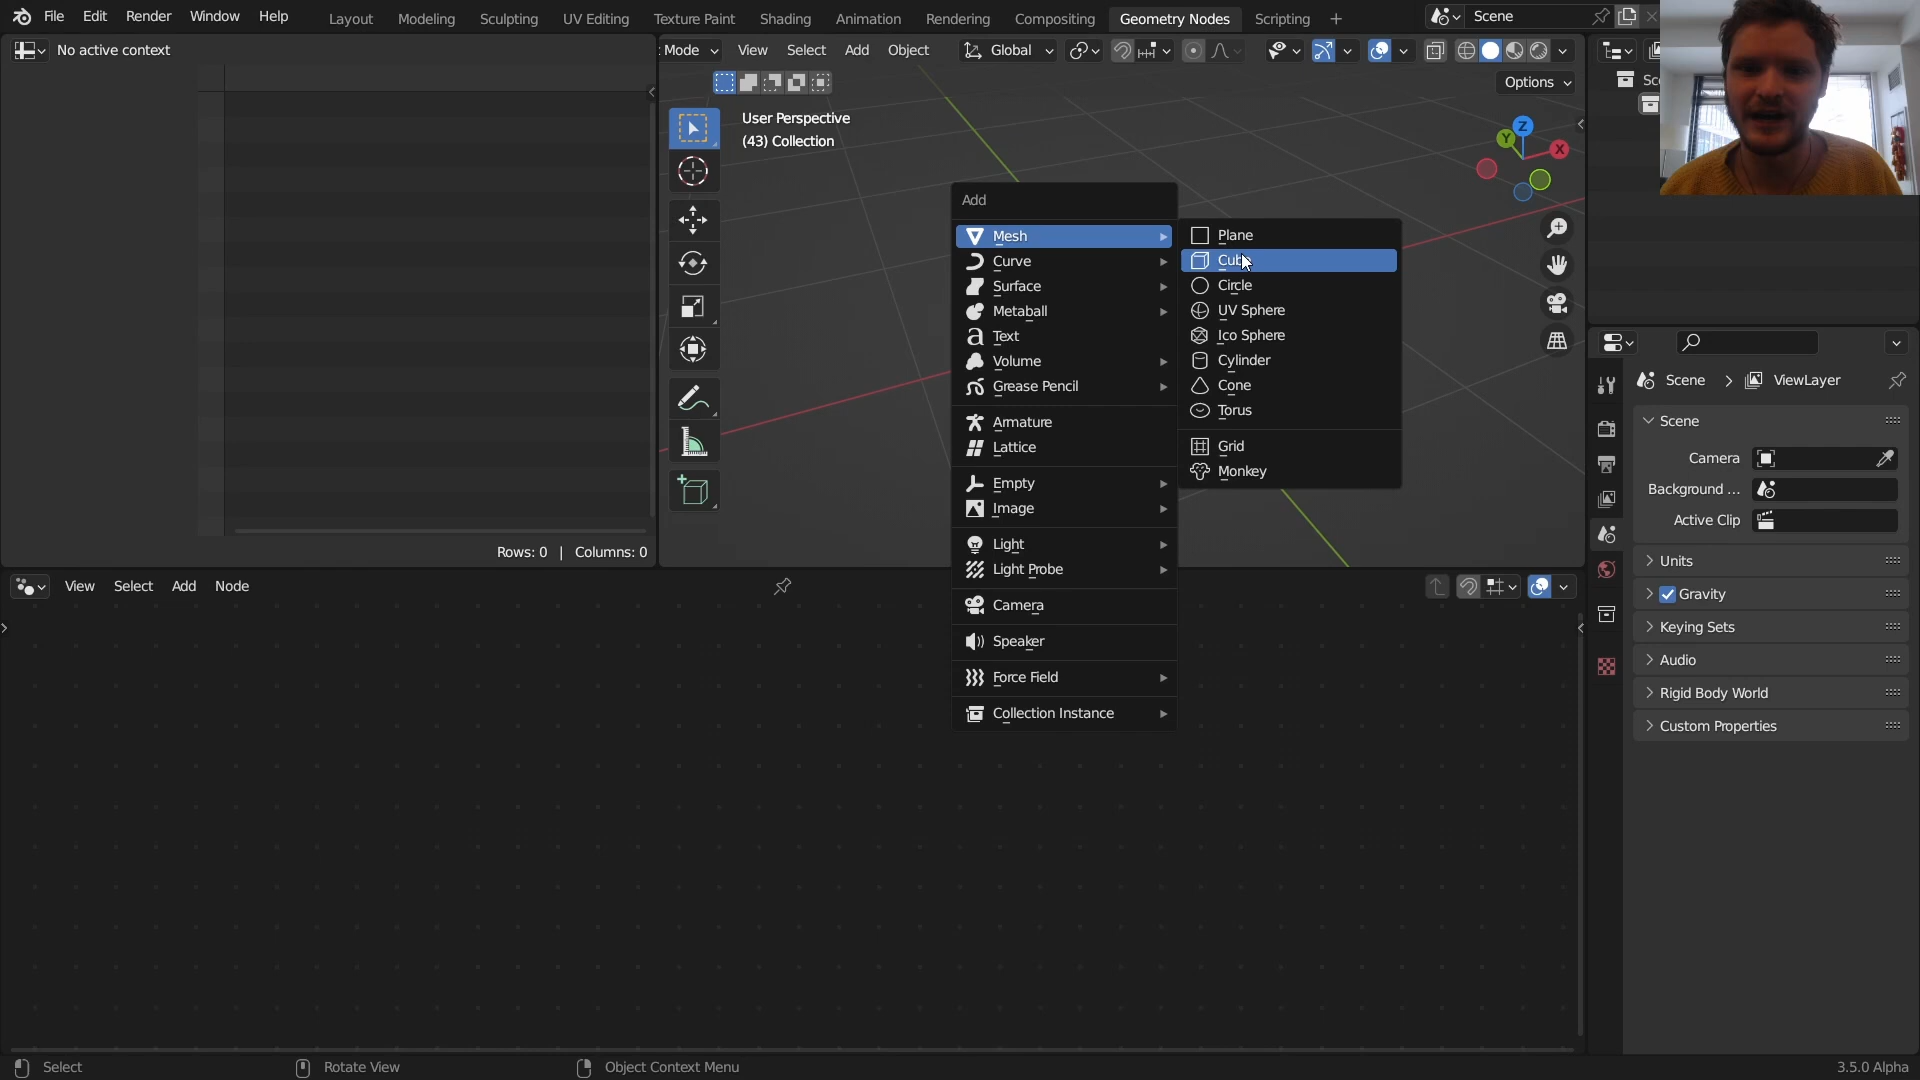 File Edit Render Window Help Layout Modeling Sculpting UV Editing Texture Paint Shading Animation Rendering Compositing Geometry Nodes Scripting + Scene
No active context
Mode View Select Add Object Global
Options
User Perspective
(43) Collection
Z
Y
X
Add
Mesh
Curve
Surface
Metaball
Text
Volume
Grease Pencil
Armature
Lattice
Empty
Image
Light
Light Probe
Camera
Speaker
Force Field
Collection Instance
Plane
Cube
Circle
UV Sphere
Ico Sphere
Cylinder
Cone
Torus
Grid
Monkey
Rows: 0 | Columns: 0
View Select Add Node
Sc
Scene > ViewLayer
Scene
Camera
Background ...
Active Clip
Units
Gravity
Keying Sets
Audio
Rigid Body World
Custom Properties
Select Rotate View Object Context Menu 3.5.0 Alpha